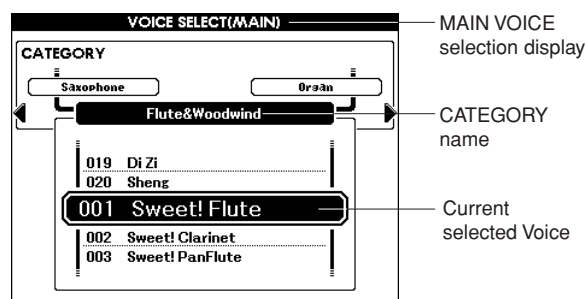 VOICE SELECT(MAIN)
MAIN VOICE
selection display
CATEGORY
Saxophone
Organ
Flute&Woodwind
CATEGORY
name
019 Di Zi
020 Sheng
001 Sweet! Flute
Current
selected Voice
002 Sweet! Clarinet
003 Sweet! PanFlute